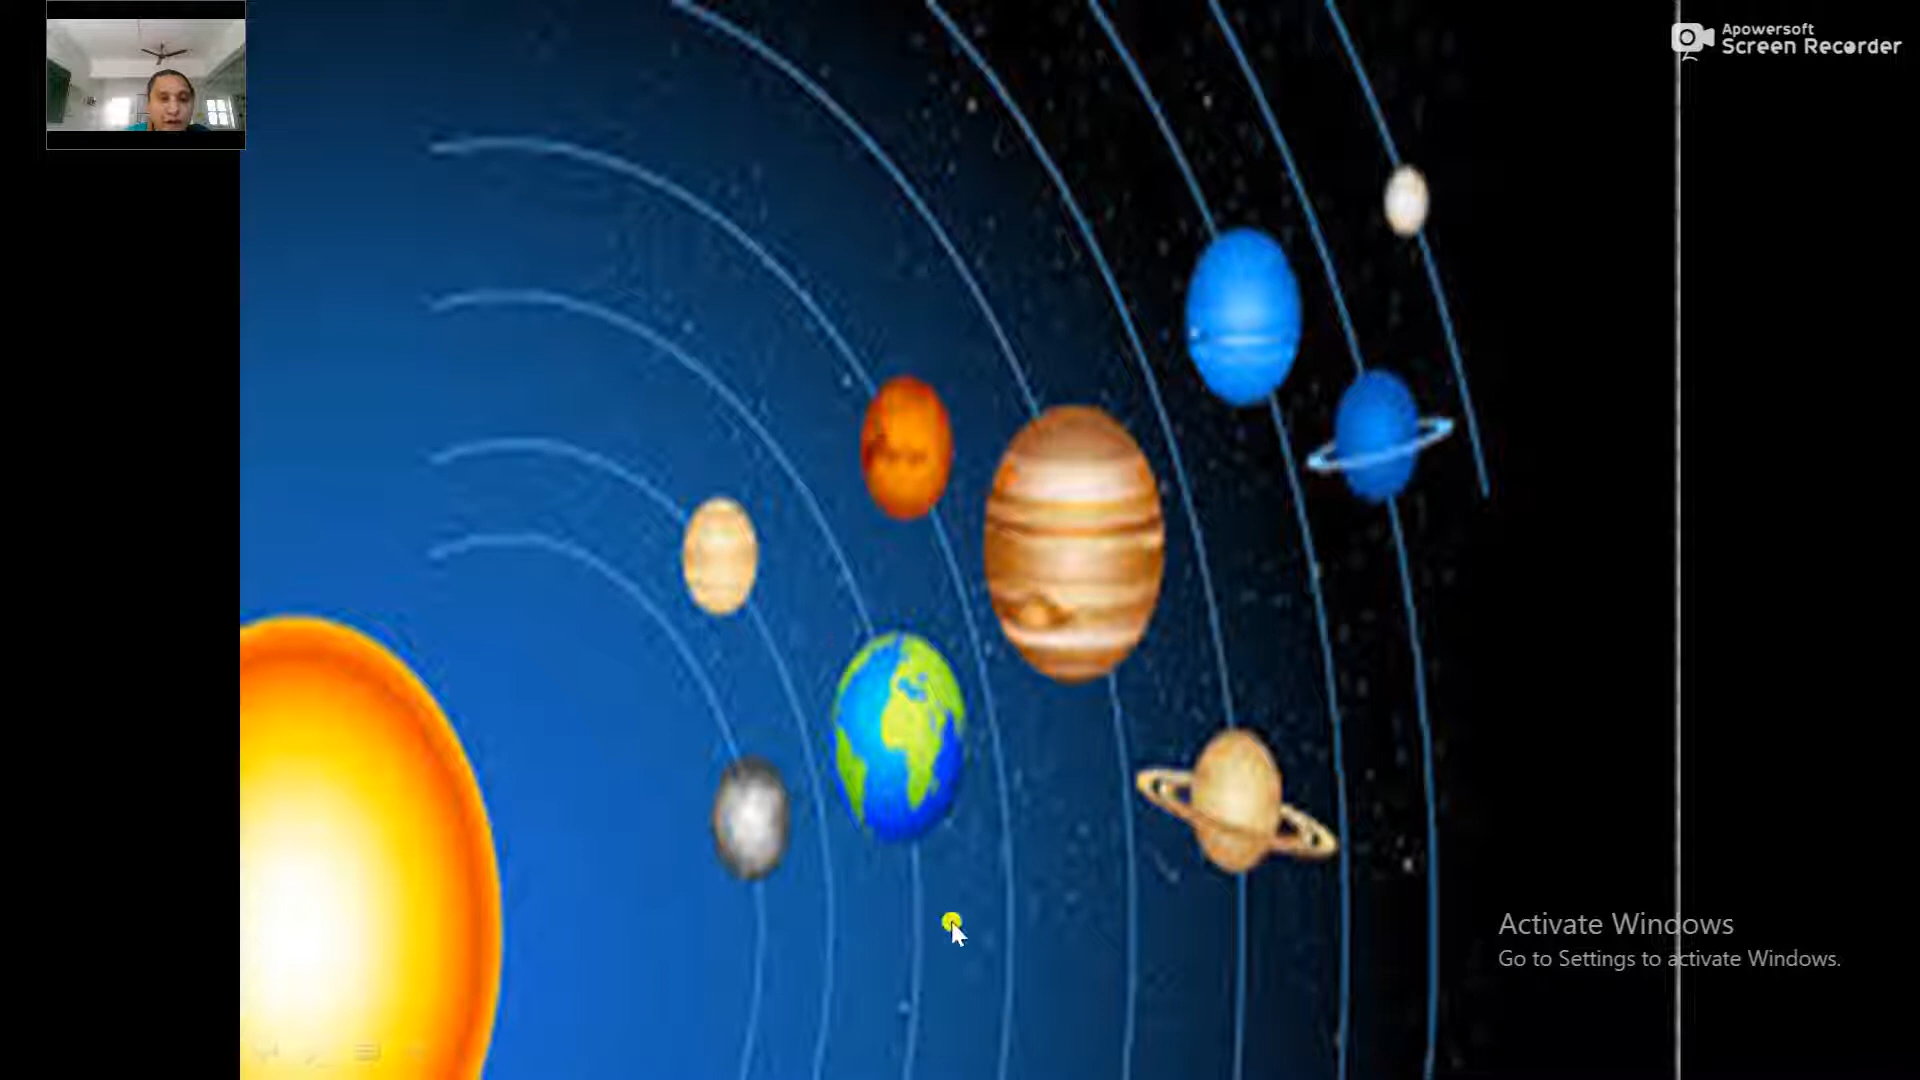 Apowersoft
Screen Recorder
Activate Windows
Go to Settings to activate Windows.